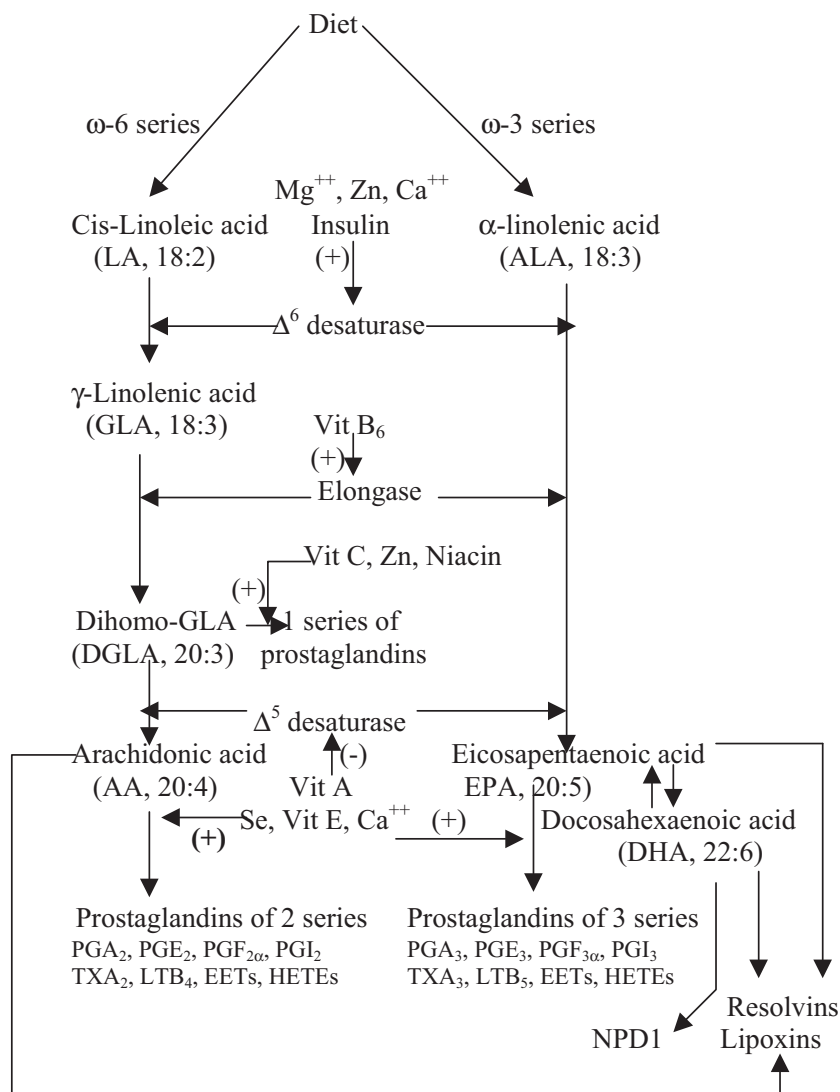 Diet
ω-6 series
ω-3 series
Mg⁺⁺, Zn, Ca⁺⁺
Cis-Linoleic acid
Insulin
α-linolenic acid
(LA, 18:2)
(+)
(ALA, 18:3)
Δ⁶ desaturase
γ-Linolenic acid
(GLA, 18:3)
Vit B₆
(+)
Elongase
Vit C, Zn, Niacin
(+)
Dihomo-GLA
1 series of
(DGLA, 20:3)
prostaglandins
Δ⁵ desaturase
Arachidonic acid
(-)
Eicosapentaenoic acid
(AA, 20:4)
Vit A
EPA, 20:5)
Se, Vit E, Ca⁺⁺
(+)
(+)
Docosahexaenoic acid
(DHA, 22:6)
Prostaglandins of 2 series
PGA₂, PGE₂, PGF₂α, PGI₂
TXA₂, LTB₄, EETs, HETEs
Prostaglandins of 3 series
PGA₃, PGE₃, PGF₃α, PGI₃
TXA₃, LTB₅, EETs, HETEs
Resolvins
NPD1
Lipoxins